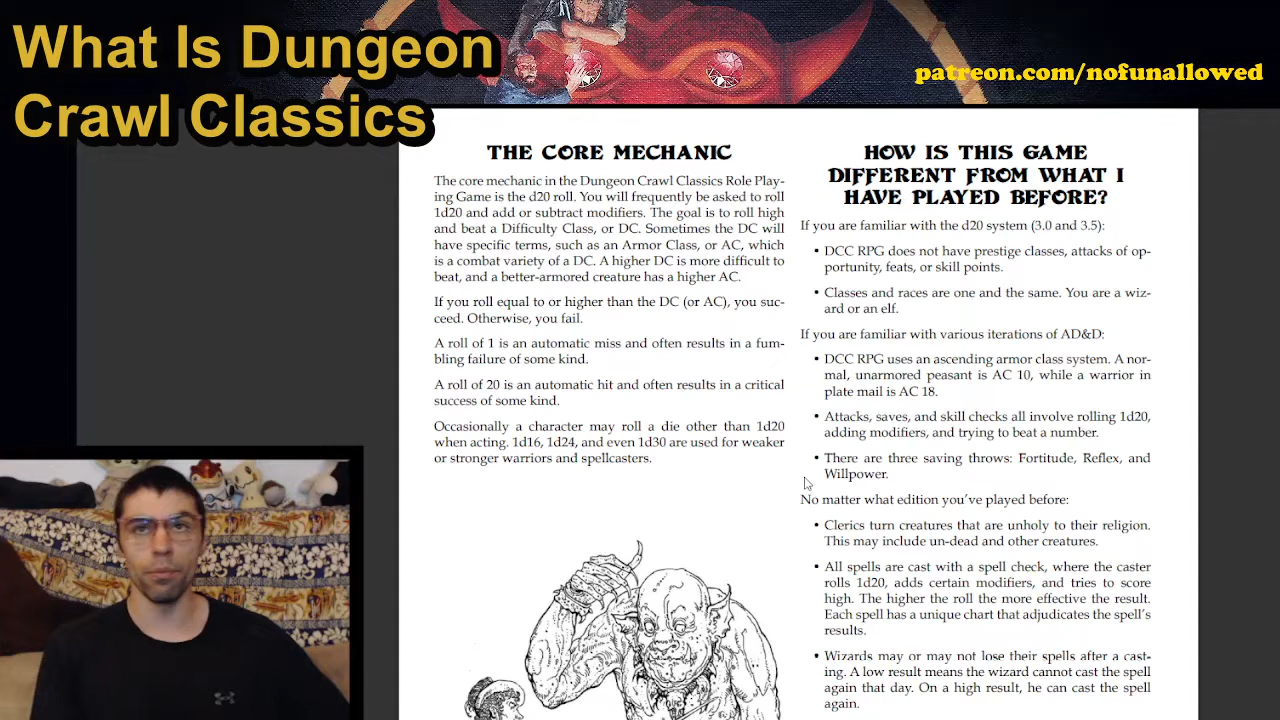 What Is Dungeon
Crawl Classics
patreon.com/nofunallowed
THE CORE MECHANIC
The core mechanic in the Dungeon Crawl Classics Role Play-
ing Game is the d20 roll. You will frequently be asked to roll
1d20 and add or subtract modifiers. The goal is to roll high
and beat a Difficulty Class, or DC. Sometimes the DC will
have specific terms, such as an Armor Class, or AC, which
is a combat variety of a DC. A higher DC is more difficult to
beat, and a better-armored creature has a higher AC.
If you roll equal to or higher than the DC (or AC), you suc-
ceed. Otherwise, you fail.
A roll of 1 is an automatic miss and often results in a fum-
bling failure of some kind.
A roll of 20 is an automatic hit and often results in a critical
success of some kind.
Occasionally a character may roll a die other than 1d20
when acting. 1d16, 1d24, and even 1d30 are used for weaker
or stronger warriors and spellcasters.
HOW IS THIS GAME
DIFFERENT FROM WHAT I
HAVE PLAYED BEFORE?
If you are familiar with the d20 system (3.0 and 3.5):
• DCC RPG does not have prestige classes, attacks of op-
portunity, feats, or skill points.
• Classes and races are one and the same. You are a wiz-
ard or an elf.
If you are familiar with various iterations of AD&D:
• DCC RPG uses an ascending armor class system. A nor-
mal, unarmored peasant is AC 10, while a warrior in
plate mail is AC 18.
• Attacks, saves, and skill checks all involve rolling 1d20,
adding modifiers, and trying to beat a number.
• There are three saving throws: Fortitude, Reflex, and
Willpower.
No matter what edition you've played before:
• Clerics turn creatures that are unholy to their religion.
This may include un-dead and other creatures.
• All spells are cast with a spell check, where the caster
rolls 1d20, adds certain modifiers, and tries to score
high. The higher the roll the more effective the result.
Each spell has a unique chart that adjudicates the spell's
results.
• Wizards may or may not lose their spells after a cast-
ing. A low result means the wizard cannot cast the spell
again that day. On a high result, he can cast the spell
again.